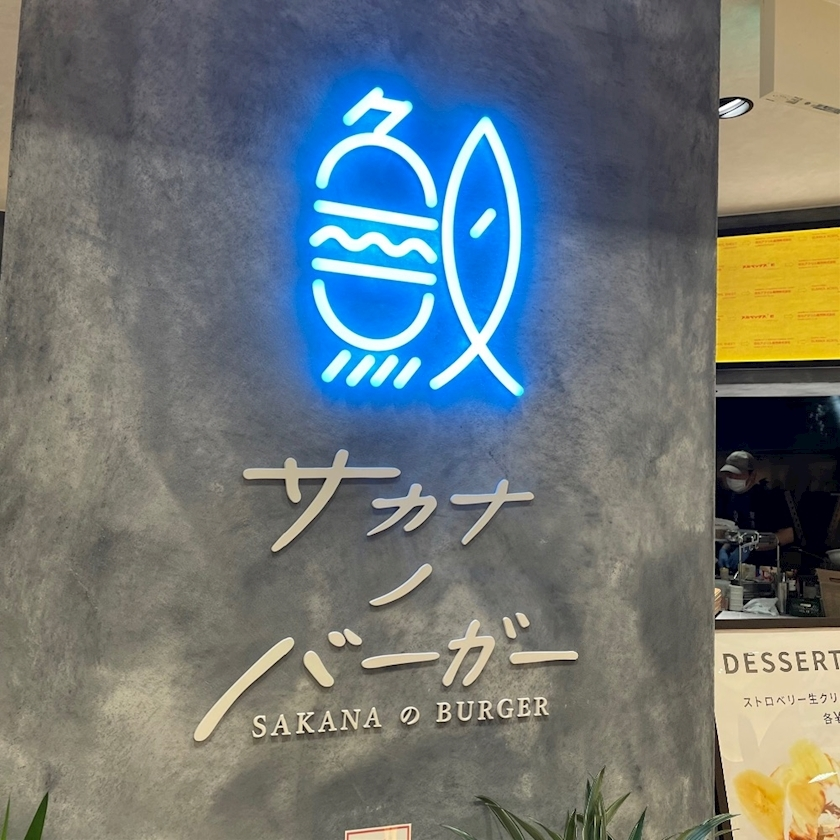 サカナ
ノ
バーガー
SAKANA の BURGER
DESSERT
ストロベリー生クリ
各¥